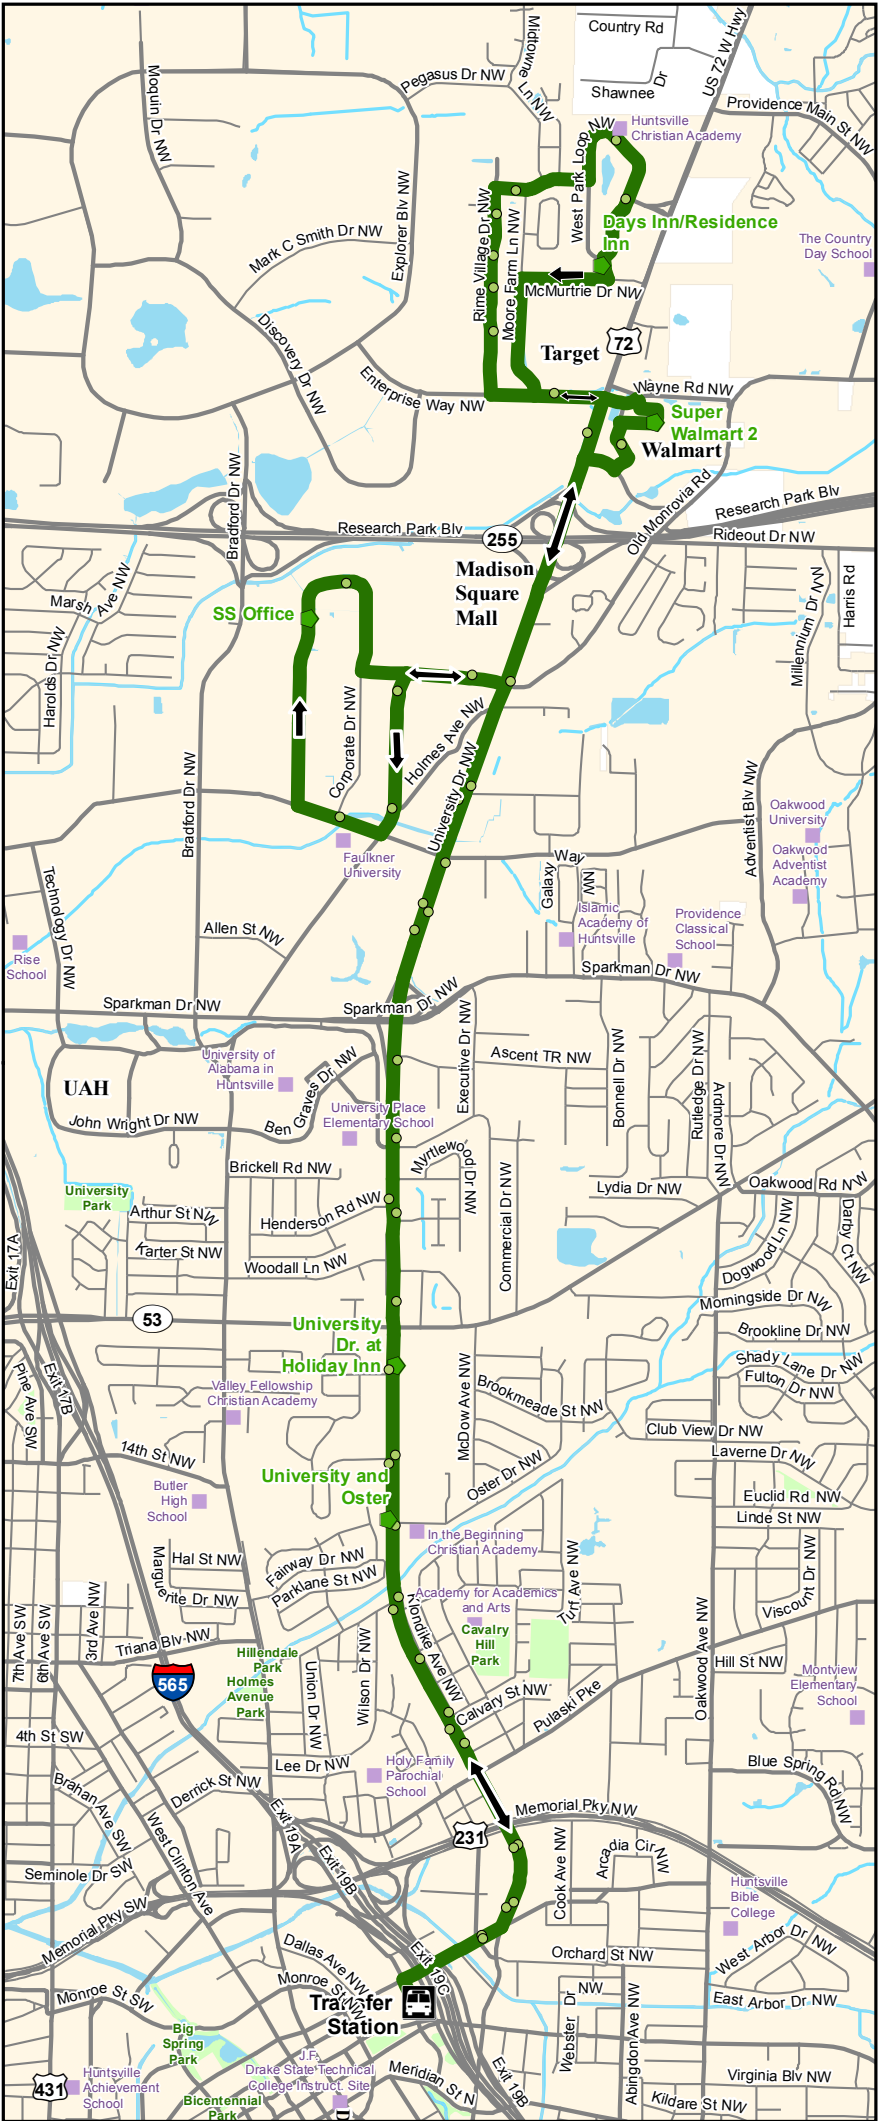 Country Rd
Shawnee Dr
US 72 W Hwy
Midtowne Ln NW
Pegasus Dr NW
Moquin Dr NW
Providence Main St NW
Huntsville
Christian Academy
West Park Loop NW
Explorer Blv NW
Mark C Smith Dr NW
Rime Village Dr NW
Moore Farm Ln NW
Days Inn/Residence
Inn
The Country
Day School
McMurtrie Dr NW
Discovery Dr NW
Target
72
Enterprise Way NW
Wayne Rd NW
Super
Walmart 2
Walmart
Bradford Dr NW
Old Monrovia Rd
Research Park Blv
Research Park Blv
255
Rideout Dr NW
Madison
Square
Mall
Marsh Ave NW
SS Office
Harolds Dr NW
Millennium Dr NW
Harris Rd
Corporate Dr NW
Holmes Ave NW
University Dr NW
Bradford Dr NW
Adventist Blv NW
Oakwood
University
Oakwood
Adventist
Academy
Faulkner
University
Galaxy Way NW
Technology Dr NW
Allen St NW
Islamic
Academy of
Huntsville
Providence
Classical
School
Rise
School
Sparkman Dr NW
Sparkman Dr NW
Sparkman Dr NW
University of
Alabama in
Huntsville
Ben Graves Dr NW
Executive Dr NW
Ascent TR NW
Bonnell Dr NW
Rutledge Dr NW
Ardmore Dr NW
UAH
John Wright Dr NW
University Place
Elementary School
Myrtlewood Dr NW
Brickell Rd NW
Commercial Dr NW
Lydia Dr NW
Oakwood Rd NW
University
Park
Arthur St NW
Henderson Rd NW
Karter St NW
Woodall Ln NW
Dogwood Ln NW
Darby Ct NW
Exit 17A
53
Morningside Dr NW
Brookline Dr NW
University
Dr. at
Holiday Inn
Shady Lane Dr NW
Fulton Dr NW
Pine Ave SW
Exit 17B
Valley Fellowship
Christian Academy
McDow Ave NW
Brookmeade St NW
Club View Dr NW
Laverne Dr NW
14th St NW
University and
Oster
Oster Dr NW
Butler
High
School
Euclid Rd NW
Linde St NW
In the Beginning
Christian Academy
Hal St NW
Marguerite Dr NW
Fairway Dr NW
Parklane St NW
Turf Ave NW
Viscount Dr NW
Academy for Academics
and Arts
Klondike Ave NW
Cavalry
Hill
Park
7th Ave SW
6th Ave SW
3rd Ave NW
Triana Blv NW
Hillendale
Park
Holmes
Avenue
Park
Union Dr NW
Wilson Dr NW
Oakwood Ave NW
Hill St NW
Montview
Elementary
School
565
Calvary St NW
Pulaski Pke
4th St SW
Lee Dr NW
Holy Family
Parochial
School
Blue Spring Rd NW
Brahan Ave SW
Derrick St NW
West Clinton Ave
Exit 19A
Memorial Pky NW
231
Exit 19B
Cook Ave NW
Arcadia Cir NW
Seminole Dr SW
Huntsville
Bible
College
Memorial Pky SW
Dallas Ave NW
Exit 19C
Orchard St NW
West Arbor Dr NW
Monroe St SW
Monroe St NW
Transfer
Station
Webster Dr NW
Abingdon Ave NW
East Arbor Dr NW
Big
Spring
Park
J.F.
Drake State Technical
College Instruct. Site
Meridian St N
Exit 19B
Virginia Blv NW
431
Huntsville
Achievement
School
Bicentennial
Park
Kildare St NW